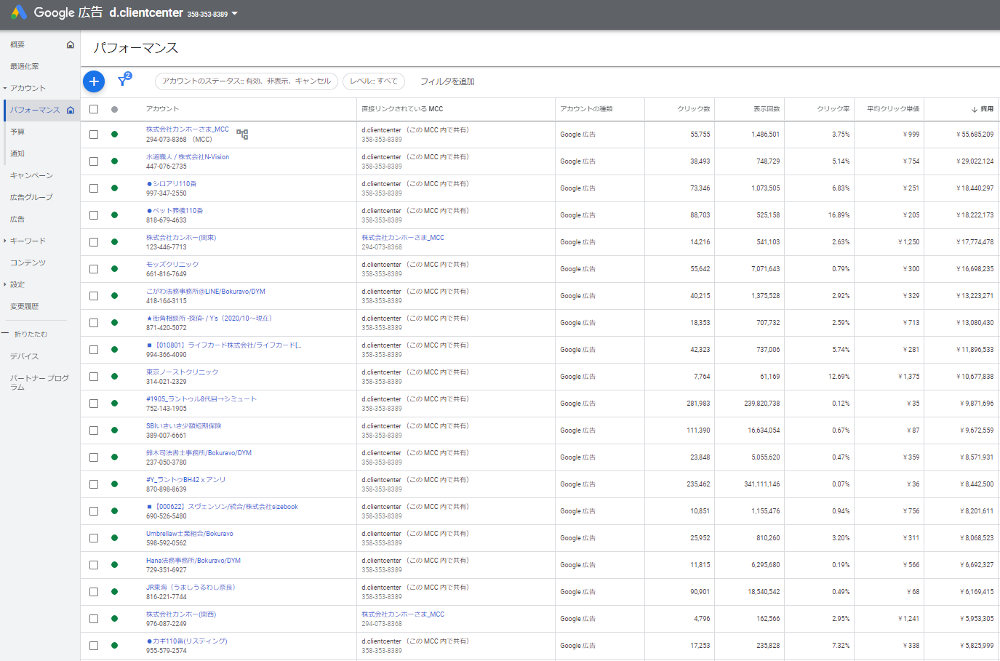 Google 広告 d.clientcenter 358-353-8389
概要
最適化案
アカウント
パフォーマンス
予算
通知
キャンペーン
広告グループ
広告
キーワード
コンテンツ
設定
変更履歴
折りたたむ
デバイス
パートナー プログラム
パフォーマンス
2
アカウントのステータス:: 有効、非表示、キャンセル レベル:: すべて フィルタを追加
アカウント 直接リンクされている MCC アカウントの種類 クリック数 表示回数 クリック率 平均クリック単価 ↓ 費用
株式会社カンホーさま_MCC d.clientcenter （この MCC 内で共有） Google 広告 55,755 1,486,501 3.75% ¥999 ¥55,685,209
294-073-8368 （MCC） 358-353-8389
水道職人 / 株式会社N-Vision d.clientcenter （この MCC 内で共有） Google 広告 38,493 748,729 5.14% ¥754 ¥29,022,124
447-076-2735 358-353-8389
●シロアリ110番 d.clientcenter （この MCC 内で共有） Google 広告 73,346 1,073,505 6.83% ¥251 ¥18,440,297
997-347-2550 358-353-8389
●ペット葬儀110番 d.clientcenter （この MCC 内で共有） Google 広告 88,703 525,158 16.89% ¥205 ¥18,222,173
818-679-4633 358-353-8389
株式会社カンホー(関東) 株式会社カンホーさま_MCC Google 広告 14,216 541,103 2.63% ¥1,250 ¥17,774,478
123-446-7713 294-073-8368
モッズクリニック d.clientcenter （この MCC 内で共有） Google 広告 55,642 7,071,643 0.79% ¥300 ¥16,698,235
661-816-7649 358-353-8389
こがわ法務事務所@LINE/Bokuravo/DYM d.clientcenter （この MCC 内で共有） Google 広告 40,215 1,375,528 2.92% ¥329 ¥13,223,271
418-164-3115 358-353-8389
★街角相談所 -探偵- / Y's（2020/10～現在） d.clientcenter （この MCC 内で共有） Google 広告 18,353 707,732 2.59% ¥713 ¥13,080,430
871-420-5072 358-353-8389
■【010801】ライフカード株式会社/ライフカード[... d.clientcenter （この MCC 内で共有） Google 広告 42,323 737,006 5.74% ¥281 ¥11,896,533
994-366-4090 358-353-8389
東京ノーストクリニック d.clientcenter （この MCC 内で共有） Google 広告 7,764 61,169 12.69% ¥1,375 ¥10,677,838
314-021-2329 358-353-8389
#1905_ラントゥル8代目→シミュート d.clientcenter （この MCC 内で共有） Google 広告 281,983 239,820,738 0.12% ¥35 ¥9,871,696
752-143-1905 358-353-8389
SBIいきいき少額短期保険 d.clientcenter （この MCC 内で共有） Google 広告 111,390 16,634,054 0.67% ¥87 ¥9,672,559
389-007-6661 358-353-8389
鈴木司法書士事務所/Bokuravo/DYM d.clientcenter （この MCC 内で共有） Google 広告 23,848 5,055,620 0.47% ¥359 ¥8,571,931
237-050-3780 358-353-8389
#Y_ラントゥBH42 x アンリ d.clientcenter （この MCC 内で共有） Google 広告 235,462 341,111,146 0.07% ¥36 ¥8,442,500
870-898-8639 358-353-8389
■【000622】スヴェンソン/統合/株式会社sizebook d.clientcenter （この MCC 内で共有） Google 広告 10,851 1,155,476 0.94% ¥756 ¥8,201,611
690-526-5480 358-353-8389
Umbrellaw士業組合/Bokuravo d.clientcenter （この MCC 内で共有） Google 広告 25,952 810,260 3.20% ¥311 ¥8,068,523
598-592-0562 358-353-8389
Hana法務事務所/Bokuravo/DYM d.clientcenter （この MCC 内で共有） Google 広告 11,815 6,295,680 0.19% ¥566 ¥6,692,327
729-351-6927 358-353-8389
JR東海（うましうるわし奈良） d.clientcenter （この MCC 内で共有） Google 広告 90,901 18,540,542 0.49% ¥68 ¥6,169,415
816-221-7744 358-353-8389
株式会社カンホー(関西) 株式会社カンホーさま_MCC Google 広告 4,796 162,566 2.95% ¥1,241 ¥5,953,305
976-087-2249 294-073-8368
●カギ110番(リスティング) d.clientcenter （この MCC 内で共有） Google 広告 17,253 235,828 7.32% ¥338 ¥5,825,999
955-579-2574 358-353-8389